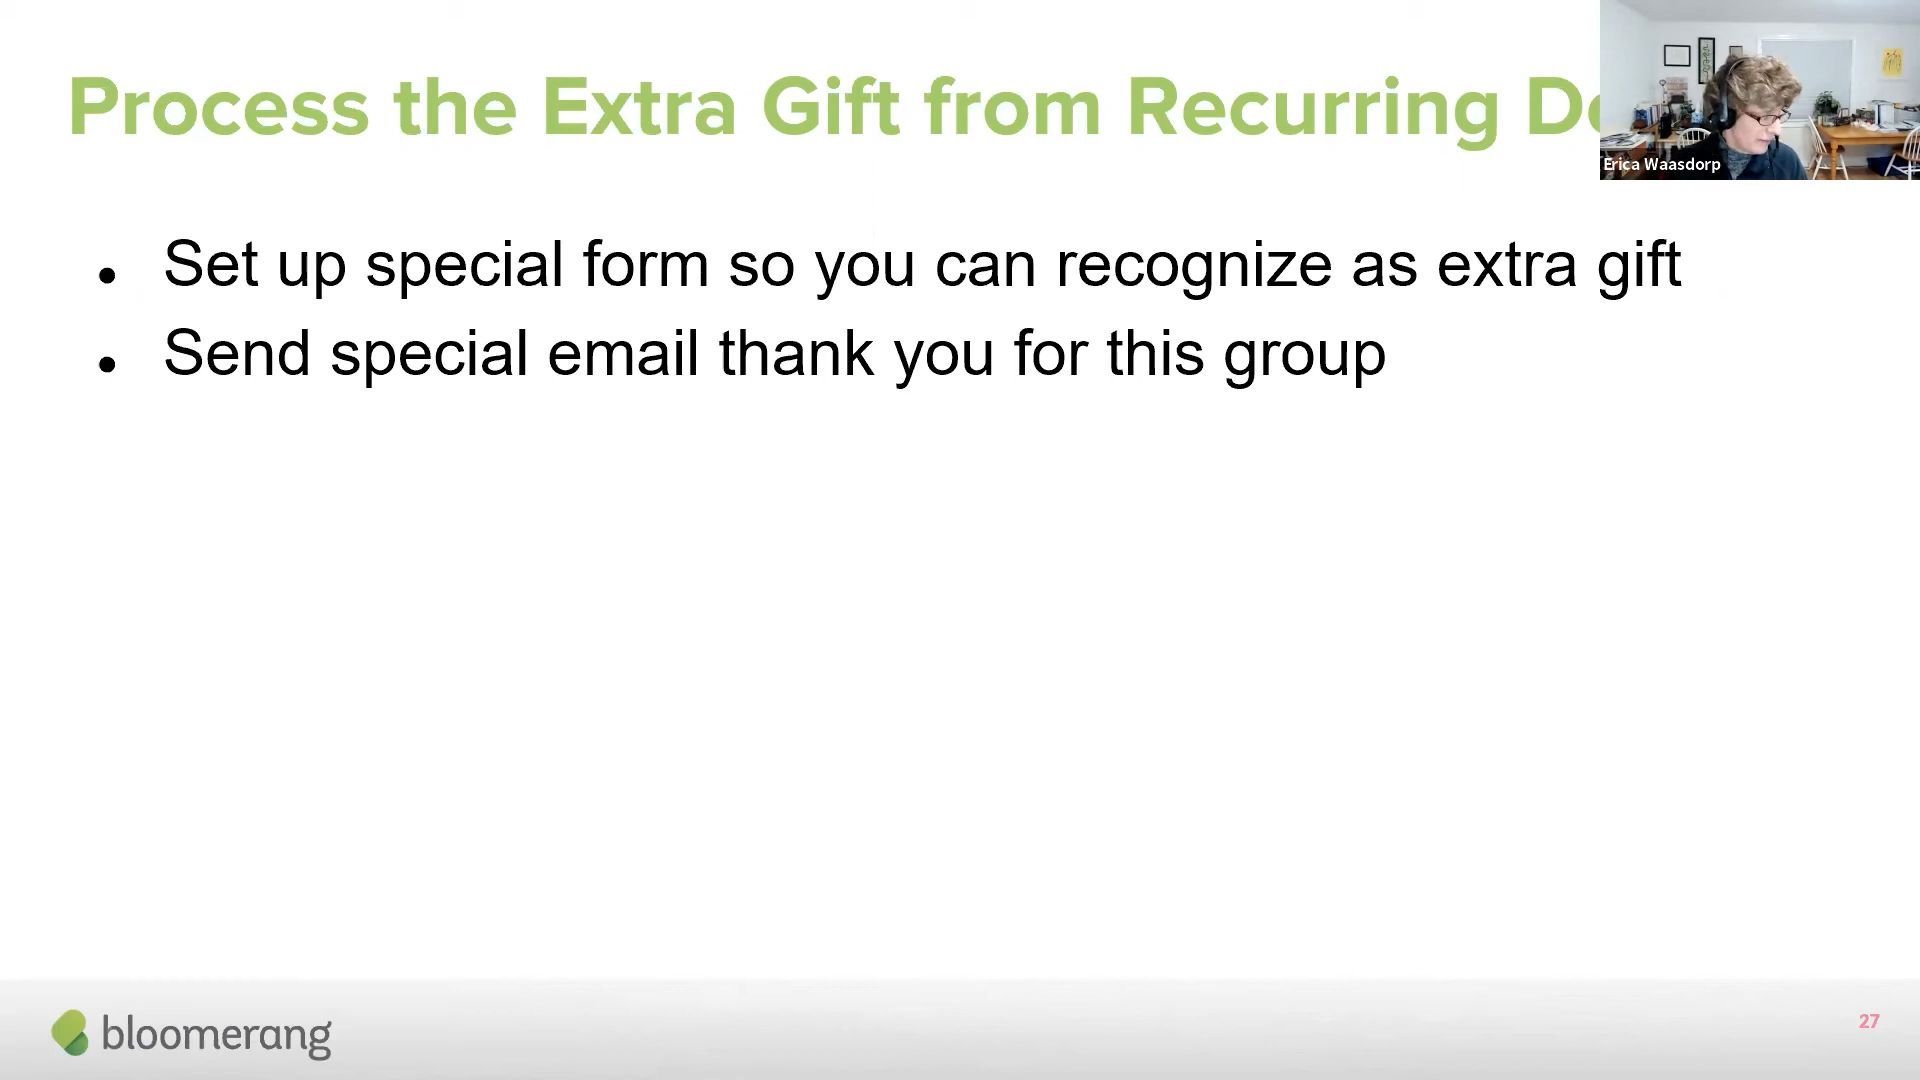 Process the Extra Gift from Recurring
Erica Waasdorp
• Set up special form so you can recognize as extra gift
• Send special email thank you for this group
bloomerang
27